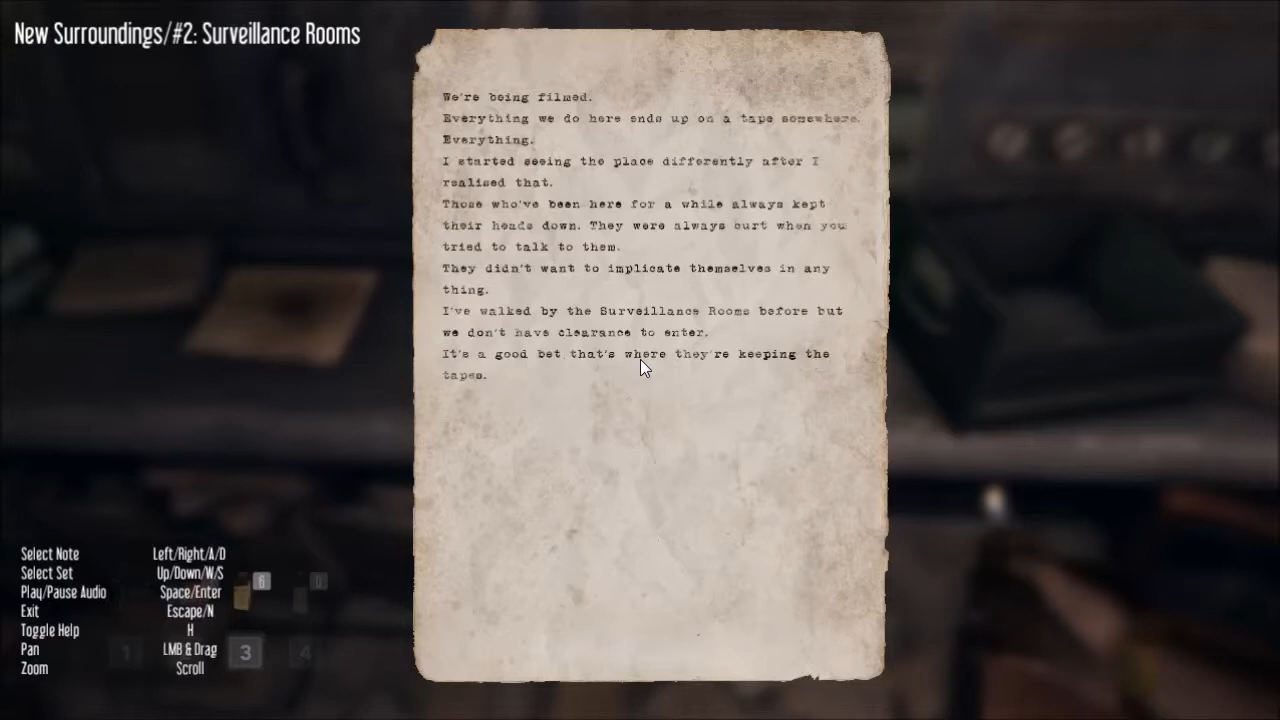 New Surroundings/#2: Surveillance Rooms
We're being filmed.
Everything we do here ends up on a tape somewhere.
Everything.
I started seeing the place differently after I
realised that.
Those who've been here for a while always kept
their heads down. They were always curt when you
tried to talk to them.
They didn't want to implicate themselves in any
thing.
I've walked by the Surveillance Rooms before but
we don't have clearance to enter.
It's a good bet that's where they're keeping the
tapes.
Select Note Left/Right/A/D
Select Set Up/Down/W/S
Play/Pause Audio Space/Enter
Exit Escape/N
Toggle Help H
Pan LMB & Drag
Zoom Scroll
6 0
1 3 4